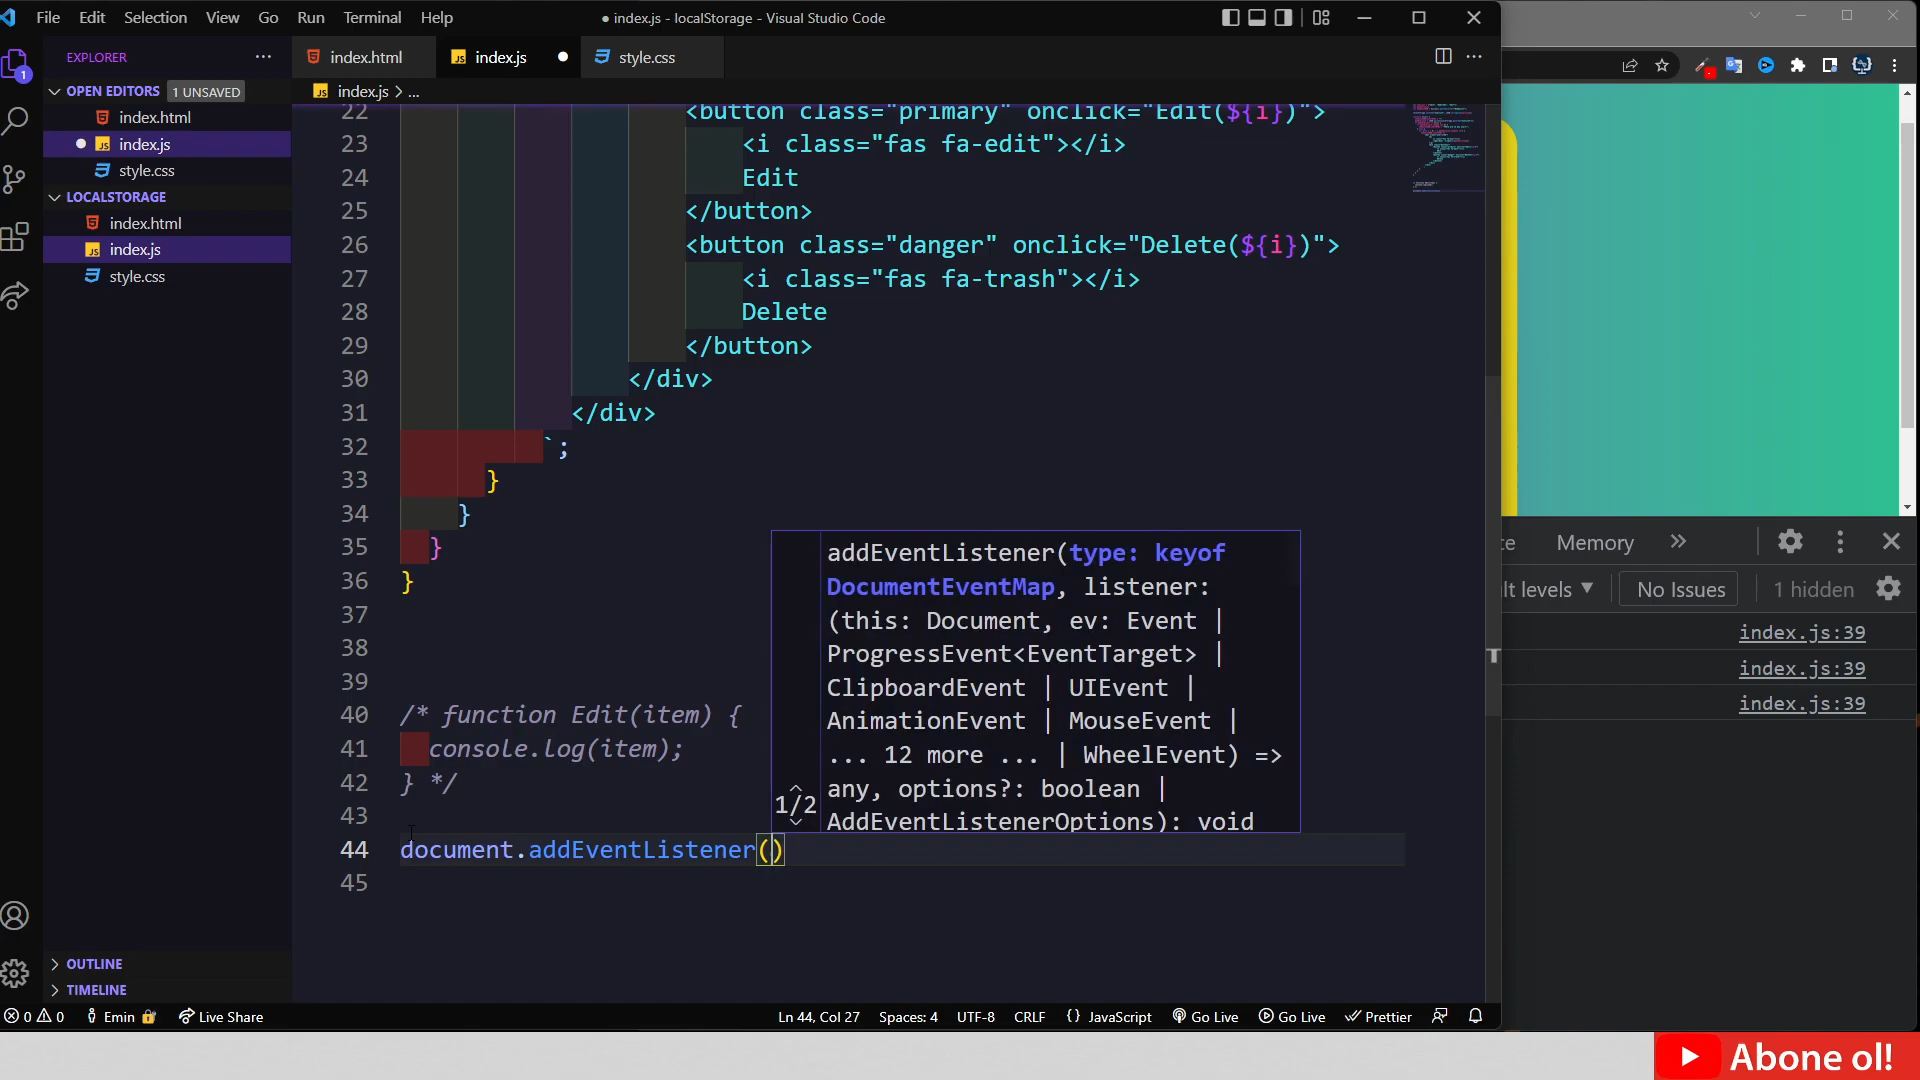 File Edit Selection View Go Run Terminal Help
● index.js - localStorage - Visual Studio Code
EXPLORER ...
index.html
index.js
style.css
OPEN EDITORS 1 UNSAVED
index.js > ...
index.html
index.js
style.css
LOCALSTORAGE
index.html
index.js
style.css
1
22 <button class="primary" onclick="Edit(${i})">
23 <i class="fas fa-edit"></i>
24 Edit
25 </button>
26 <button class="danger" onclick="Delete(${i})">
27 <i class="fas fa-trash"></i>
28 Delete
29 </button>
30 </div>
31 </div>
32 `;
33 }
34 }
35 }
36 }
37
38
39
40 /* function Edit(item) {
41 console.log(item);
42 } */
43
44 document.addEventListener()
45
addEventListener(type: keyof
DocumentEventMap, listener:
(this: Document, ev: Event |
ProgressEvent<EventTarget> |
ClipboardEvent | UIEvent |
AnimationEvent | MouseEvent |
... 12 more ... | WheelEvent) =>
any, options?: boolean |
AddEventListenerOptions): void
1/2
OUTLINE
TIMELINE
0 0 Emin Live Share
Ln 44, Col 27 Spaces: 4 UTF-8 CRLF {} JavaScript Go Live Go Live Prettier
Memory
lt levels No Issues 1 hidden
index.js:39
index.js:39
index.js:39
Abone ol!